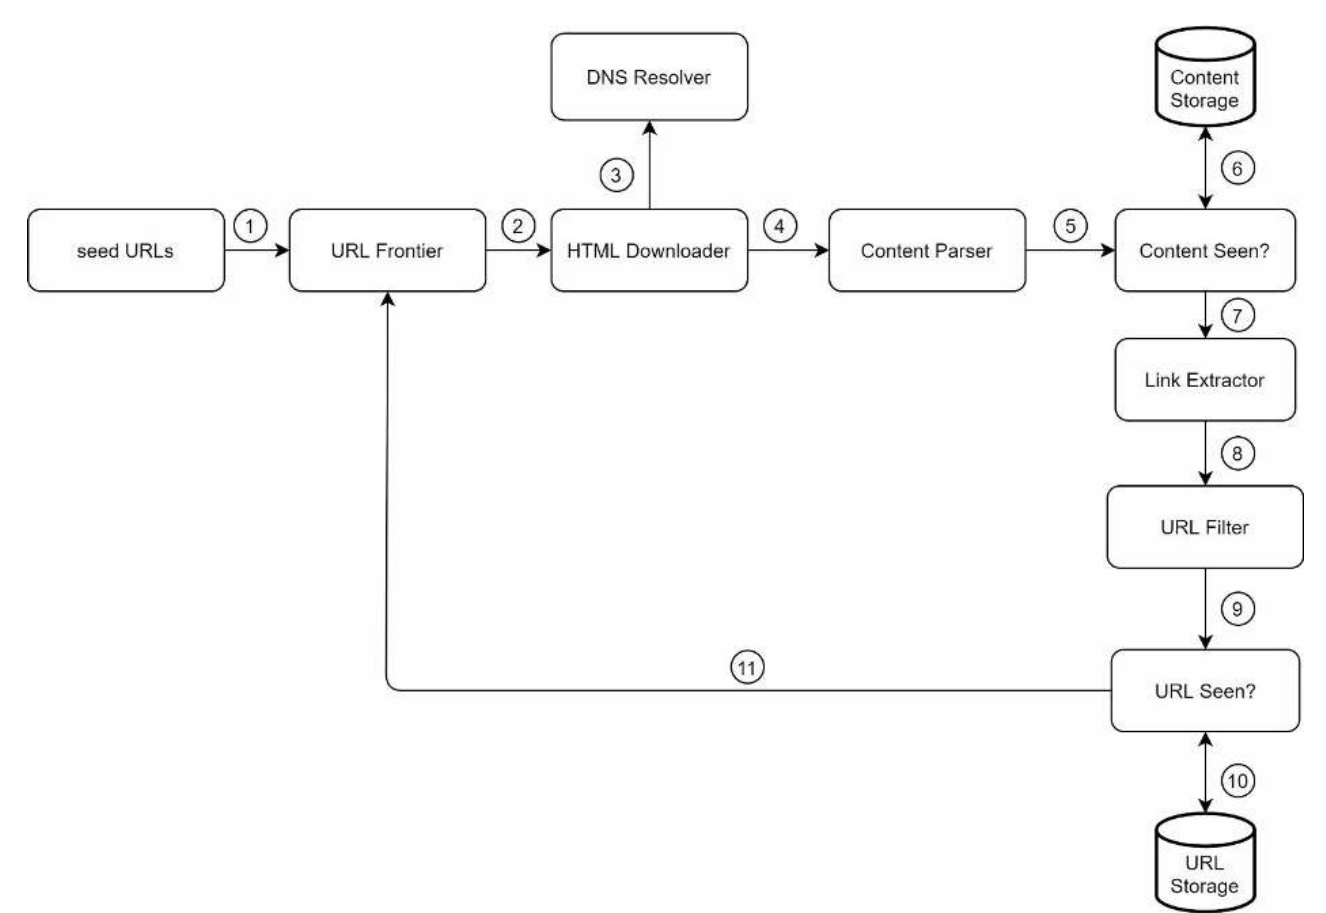 DNS Resolver
Content
Storage
3
6
1
2
4
5
seed URLs
URL Frontier
HTML Downloader
Content Parser
Content Seen?
7
Link Extractor
8
URL Filter
9
11
URL Seen?
10
URL
Storage